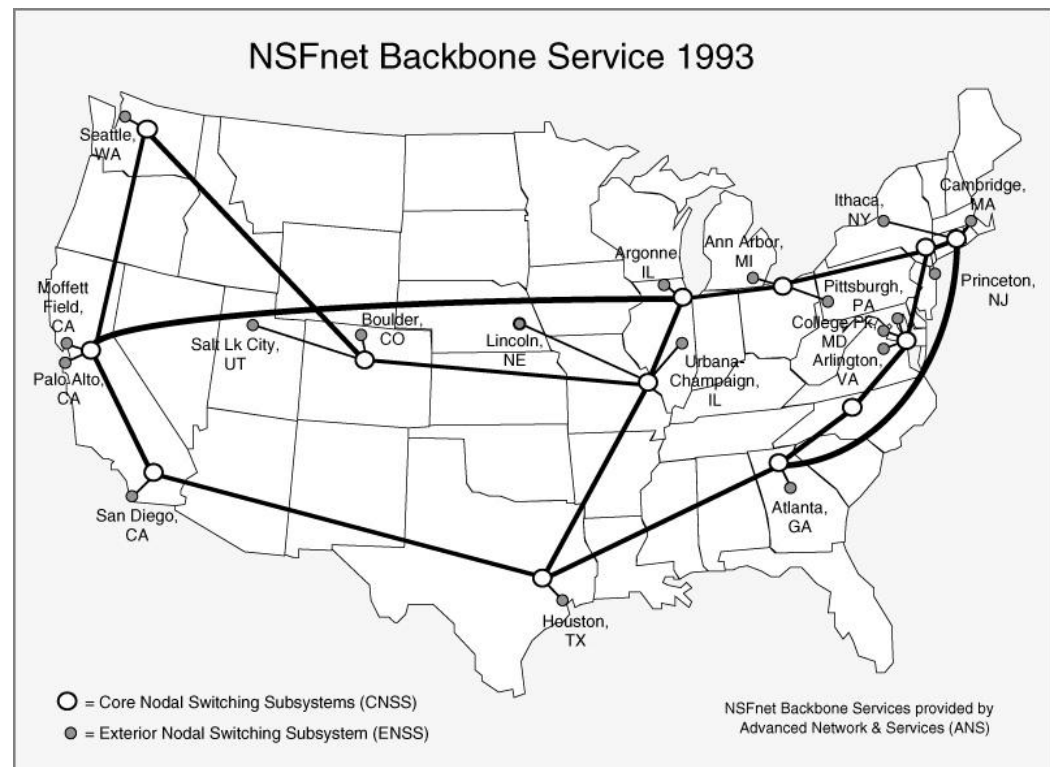 NSFnet Backbone Service 1993
Seattle,
WA
Ithaca,
NY
Cambridge,
MA
Argonne
IL
Ann Arbor,
MI
Moffett
Field,
CA
Pittsburgh,
PA
Princeton,
NJ
Boulder,
CO
College Pk,
MD
Salt Lk City,
UT
Lincoln,
NE
Urbana-
Champaign,
IL
Arlington,
VA
Palo Alto,
CA
San Diego,
CA
Atlanta,
GA
Houston,
TX
= Core Nodal Switching Subsystems (CNSS)
= Exterior Nodal Switching Subsystem (ENSS)
NSFnet Backbone Services provided by
Advanced Network & Services (ANS)